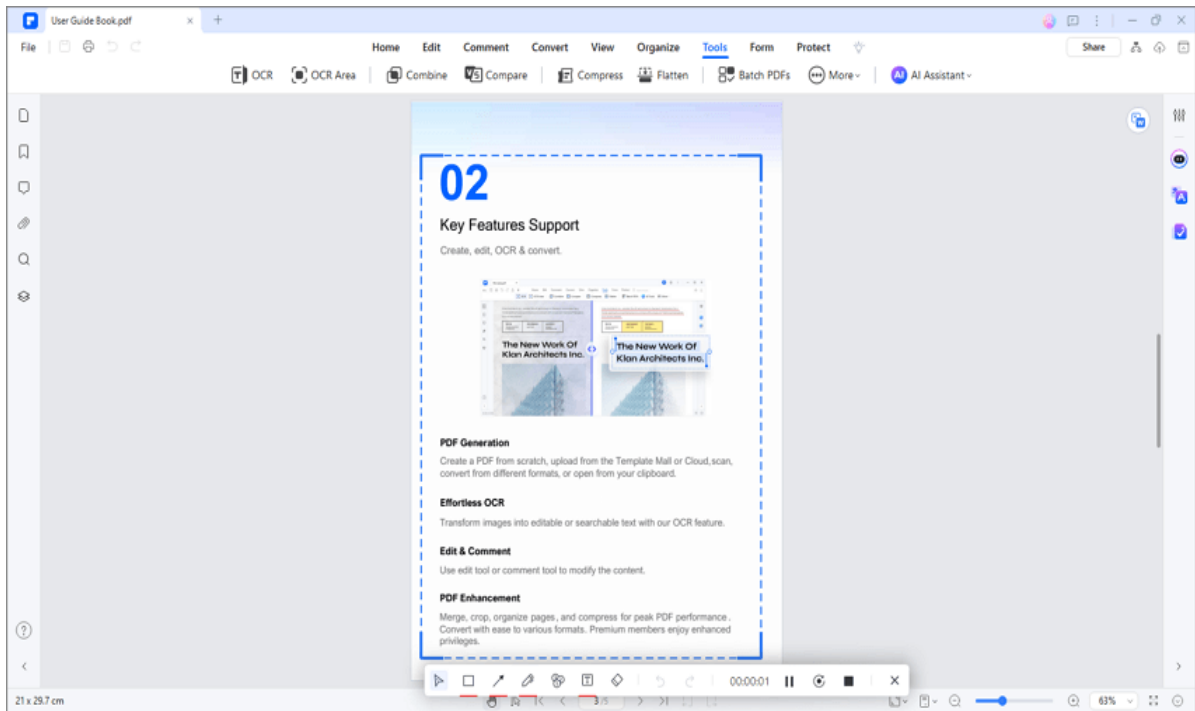 User Guide Book.pdf
File
Home Edit Comment Convert View Organize Tools Form Protect
Share
OCR OCR Area Combine Compare Compress Flatten Batch PDFs More AI AI Assistant
02
Key Features Support
Create, edit, OCR & convert.
The New Work Of
Klan Architects Inc.
The New Work Of
Klan Architects Inc.
PDF Generation
Create a PDF from scratch, upload from the Template Mall or Cloud,scan,
convert from different formats, or open from your clipboard.
Effortless OCR
Transform images into editable or searchable text with our OCR feature.
Edit & Comment
Use edit tool or comment tool to modify the content.
PDF Enhancement
Merge, crop, organize pages, and compress for peak PDF performance .
Convert with ease to various formats. Premium members enjoy enhanced
privileges.
00:00:01
21 x 29.7 cm
3/5
63%